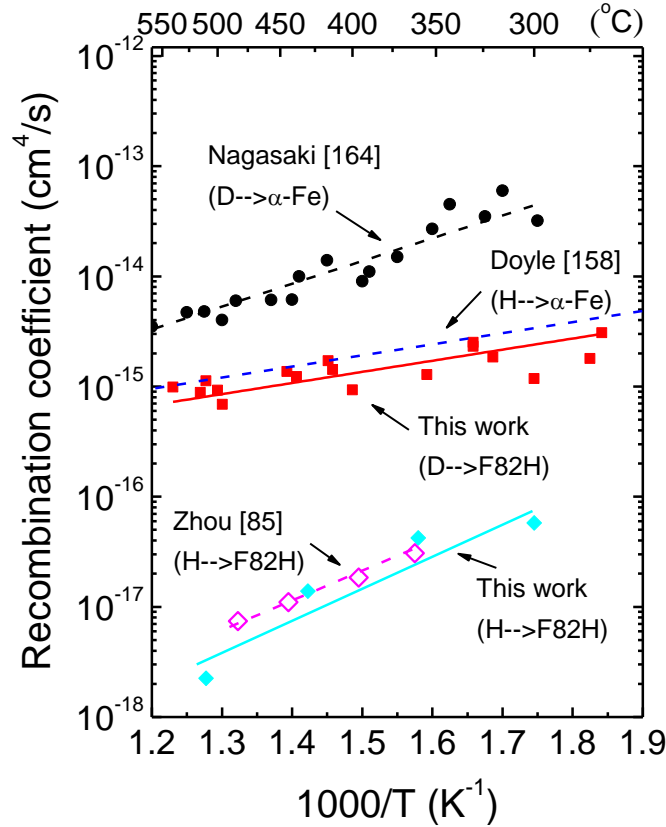 550 500 450 400 350 300 (°C)
10⁻¹²
10⁻¹³
10⁻¹⁴
10⁻¹⁵
10⁻¹⁶
10⁻¹⁷
10⁻¹⁸
Recombination coefficient (cm⁴/s)
Nagasaki [164]
(D-->α-Fe)
Doyle [158]
(H-->α-Fe)
This work
(D-->F82H)
Zhou [85]
(H-->F82H)
This work
(H-->F82H)
1.2 1.3 1.4 1.5 1.6 1.7 1.8 1.9
1000/T (K⁻¹)